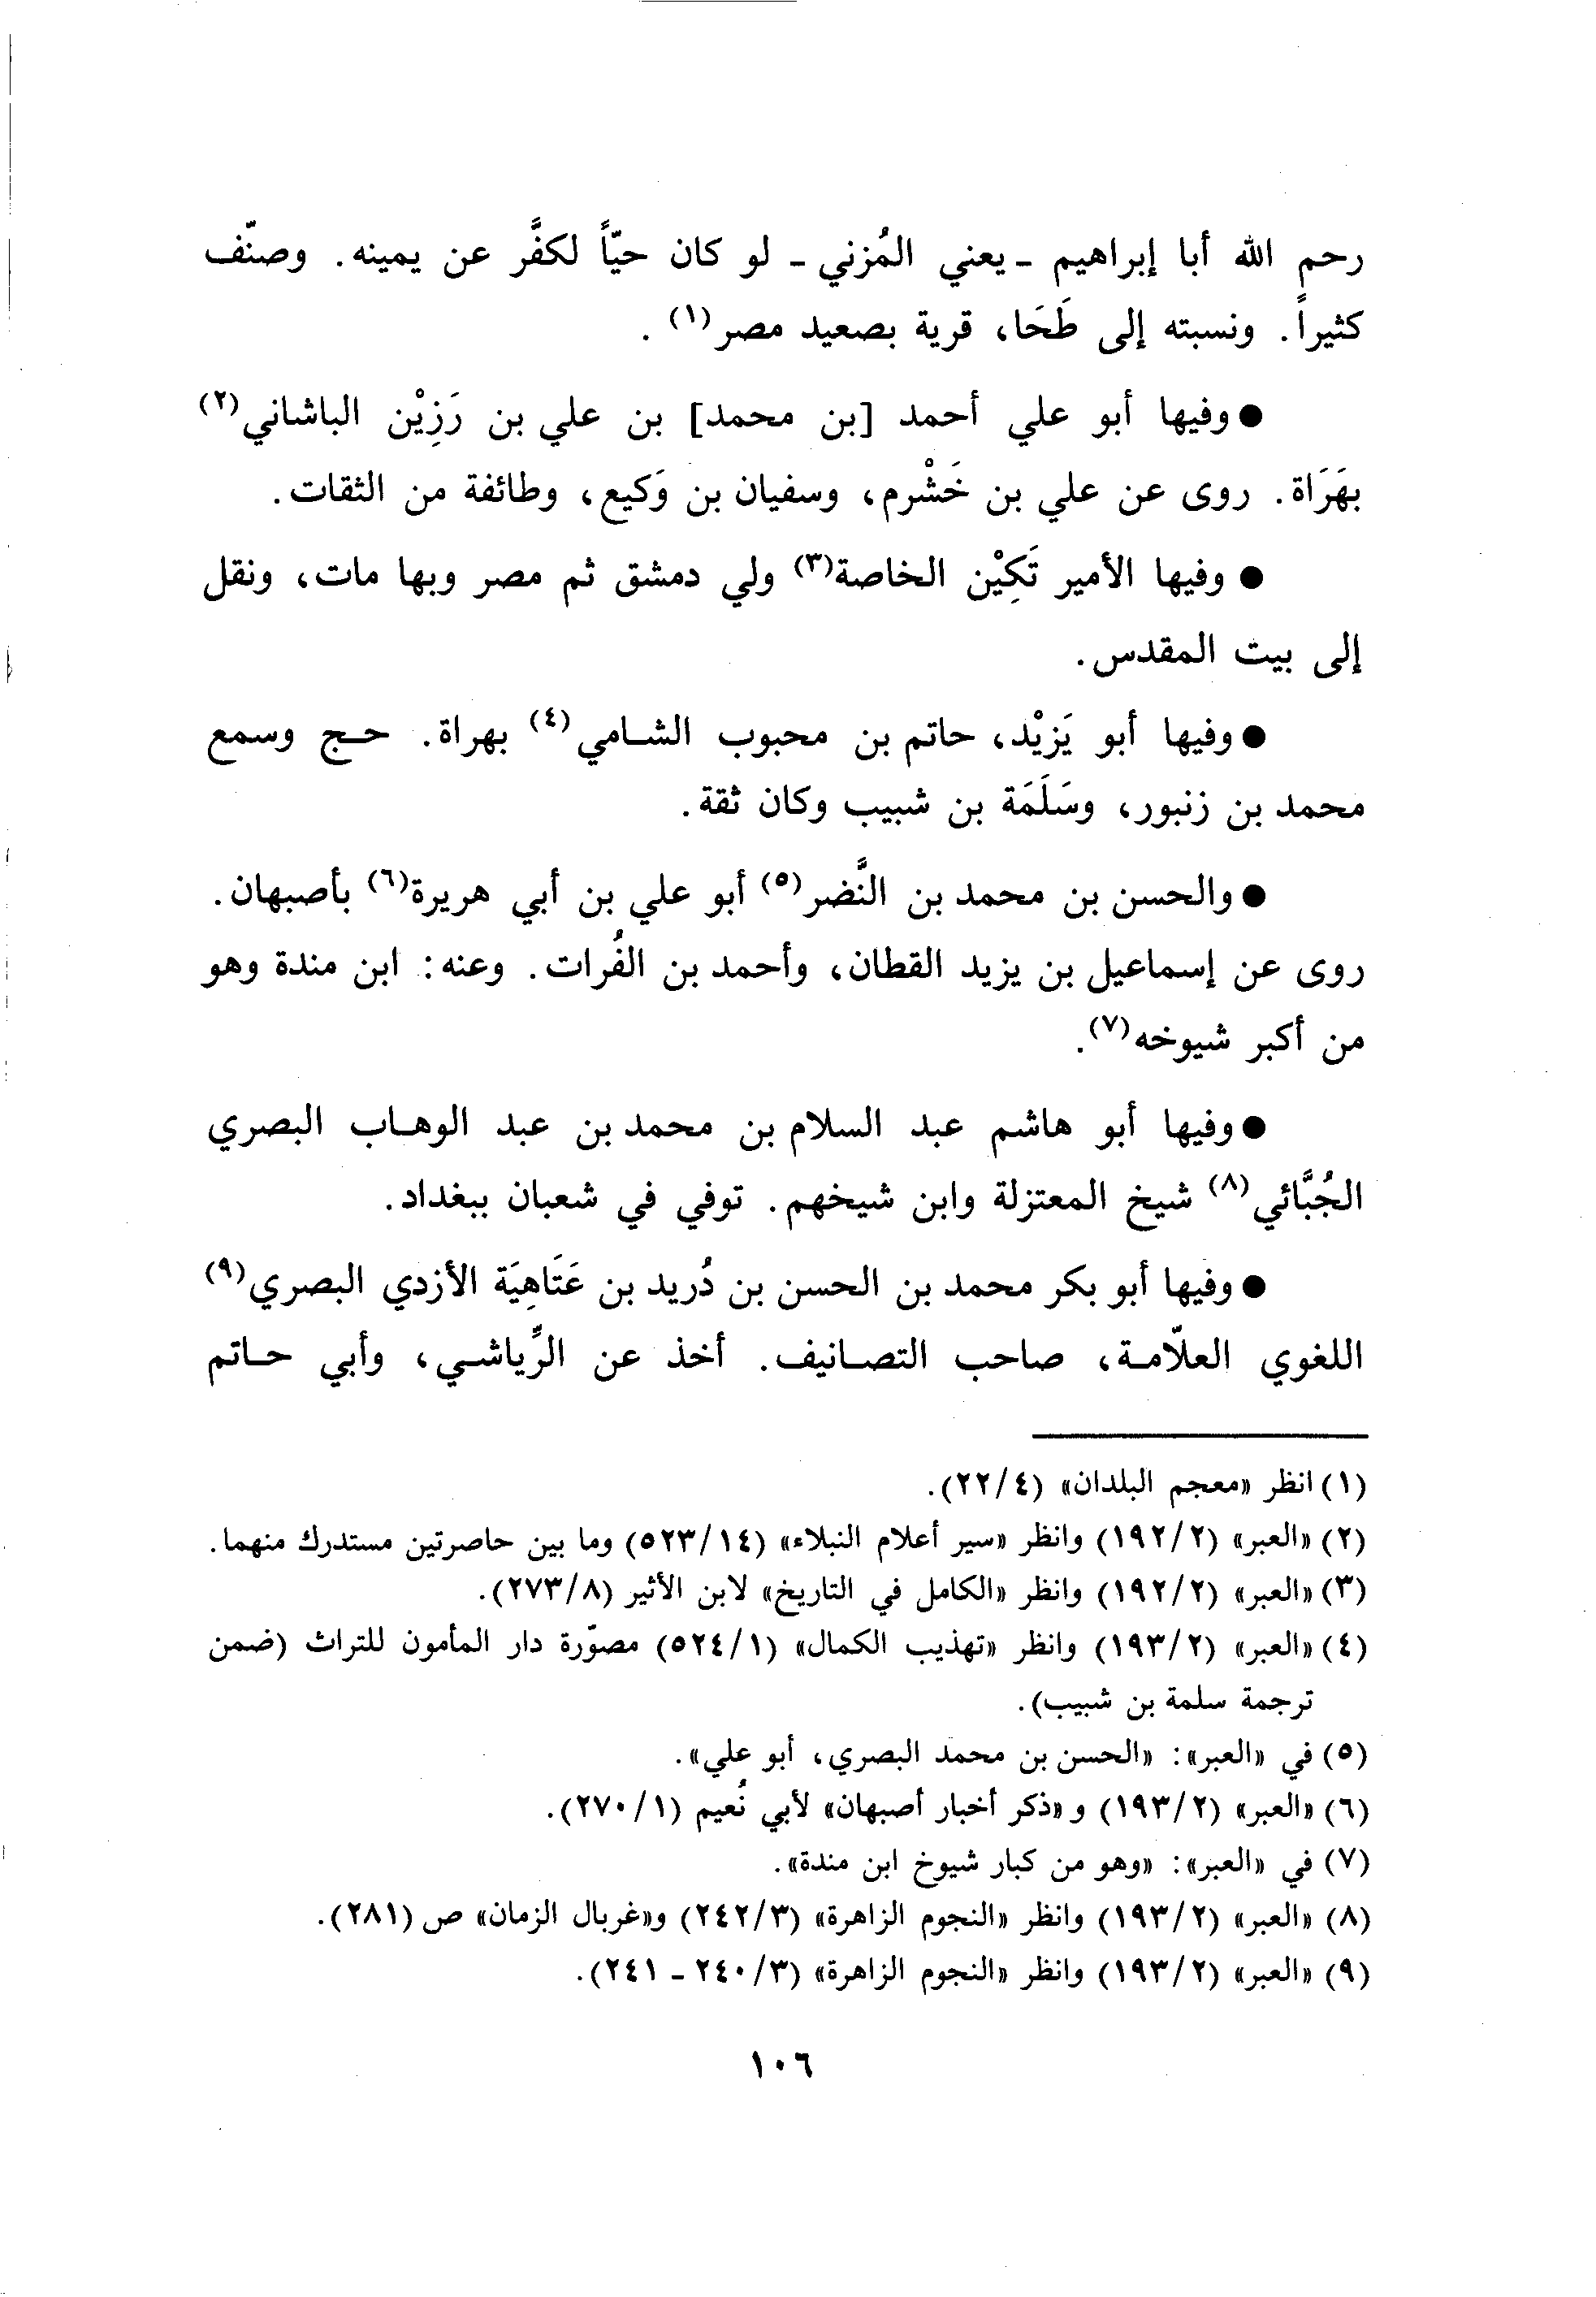 رحم الله أبا إبراهيم - يعني المُزني - لو كان حيّاً لكفَّر عن يمينه. وصنّف
كثيراً. ونسبته إلى طَحَا، قرية بصعيد مصر(١) .
● وفيها أبو علي أحمد [بن محمد] بن علي بن رَزِيْن الباشاني(٢)
بهَرَاة. روى عن علي بن خَشْرم، وسفيان بن وَكيع، وطائفة من الثقات.
● وفيها الأمير تَكِيْن الخاصة(٣) ولي دمشق ثم مصر وبها مات، ونقل
إلى بيت المقدس.
● وفيها أبو يَزِيْد، حاتم بن محبوب الشامي(٤) بهراة. حج وسمع
محمد بن زنبور، وسَلَمَة بن شبيب وكان ثقة.
● والحسن بن محمد بن النَّضر(٥) أبو علي بن أبي هريرة(٦) بأصبهان.
روى عن إسماعيل بن يزيد القطان، وأحمد بن الفُرات. وعنه: ابن مندة وهو
من أكبر شيوخه(٧).
● وفيها أبو هاشم عبد السلام بن محمد بن عبد الوهاب البصري
الجُبَّائي(٨) شيخ المعتزلة وابن شيخهم. توفي في شعبان ببغداد.
● وفيها أبو بكر محمد بن الحسن بن دُريد بن عَتَاهِيَة الأزدي البصري(٩)
اللغوي العلّامة، صاحب التصانيف. أخذ عن الرِّياشي، وأبي حاتم
(١) انظر «معجم البلدان» (٢٢/٤).
(٢) «العبر» (١٩٢/٢) وانظر «سير أعلام النبلاء» (٥٢٣/١٤) وما بين حاصرتين مستدرك منهما.
(٣) «العبر» (١٩٢/٢) وانظر «الكامل في التاريخ» لابن الأثير (٢٧٣/٨).
(٤) «العبر» (١٩٣/٢) وانظر «تهذيب الكمال» (٥٢٤/١) مصوّرة دار المأمون للتراث (ضمن
ترجمة سلمة بن شبيب).
(٥) في «العبر»: «الحسن بن محمد البصري، أبو علي».
(٦) «العبر» (١٩٣/٢) و «ذكر أخبار أصبهان» لأبي نُعيم (٢٧٠/١).
(٧) في «العبر»: «وهو من كبار شيوخ ابن مندة».
(٨) «العبر» (١٩٣/٢) وانظر «النجوم الزاهرة» (٢٤٢/٣) و«غربال الزمان» ص (٢٨١).
(٩) «العبر» (١٩٣/٢) وانظر «النجوم الزاهرة» (٢٤٠/٣ - ٢٤١).
١٠٦